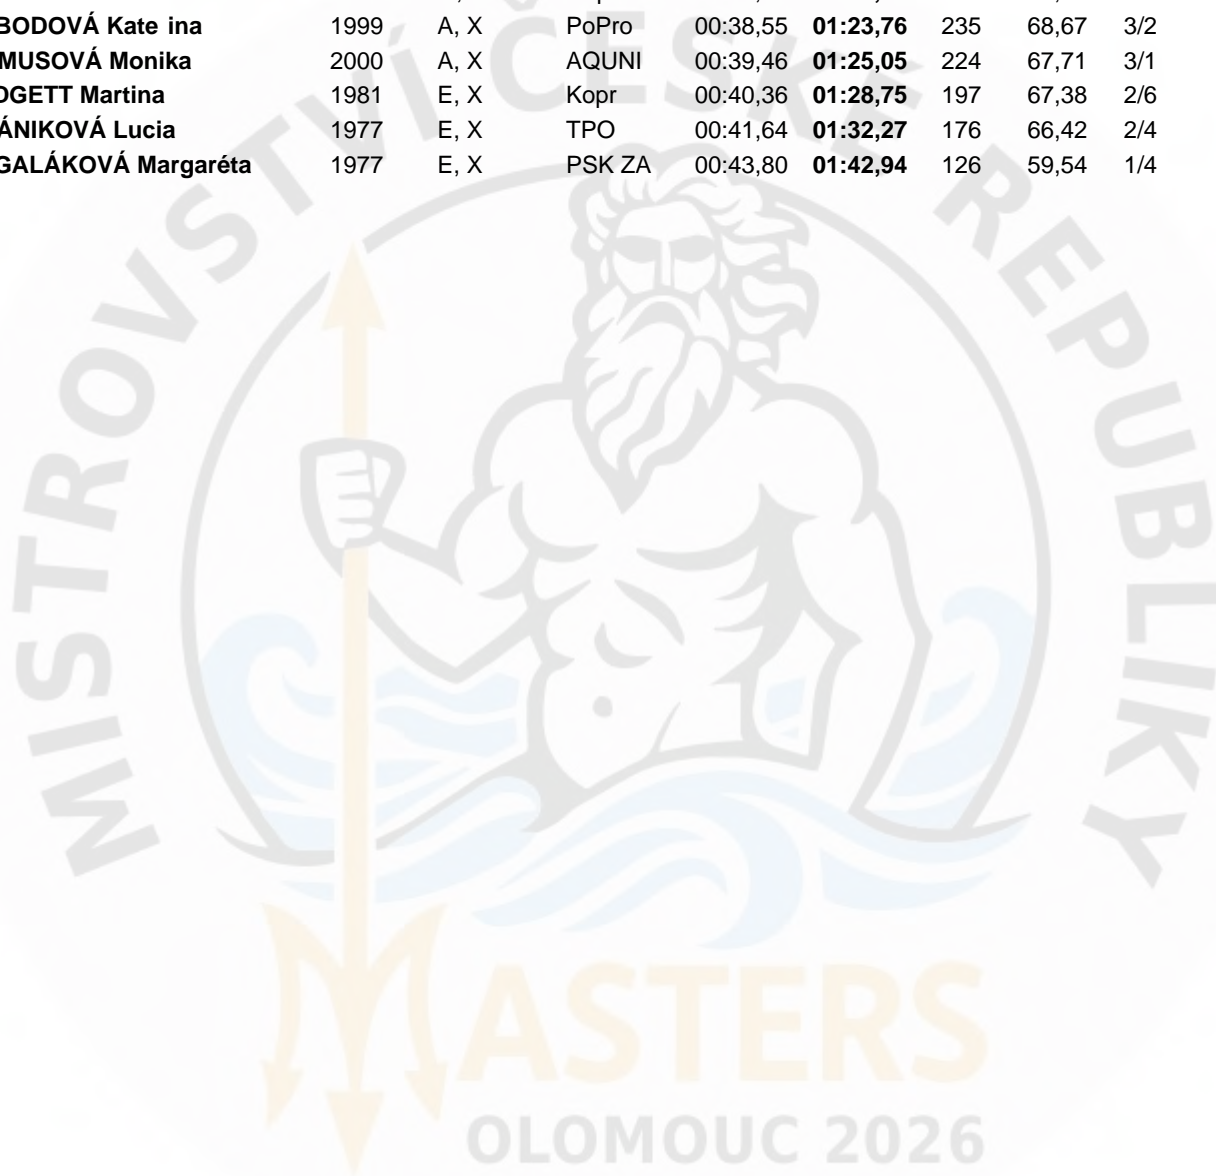 BODOVÁ Kate ina 1999 A, X PoPro 00:38,55 01:23,76 235 68,67 3/2
MUSOVÁ Monika 2000 A, X AQUNI 00:39,46 01:25,05 224 67,71 3/1
OGETT Martina 1981 E, X Kopr 00:40,36 01:28,75 197 67,38 2/6
ÁNIKOVÁ Lucia 1977 E, X TPO 00:41,64 01:32,27 176 66,42 2/4
GALÁKOVÁ Margaréta 1977 E, X PSK ZA 00:43,80 01:42,94 126 59,54 1/4
MISTROVSTVÍ ČESKÉ REPUBLIKY
MASTERS
OLOMOUC 2026